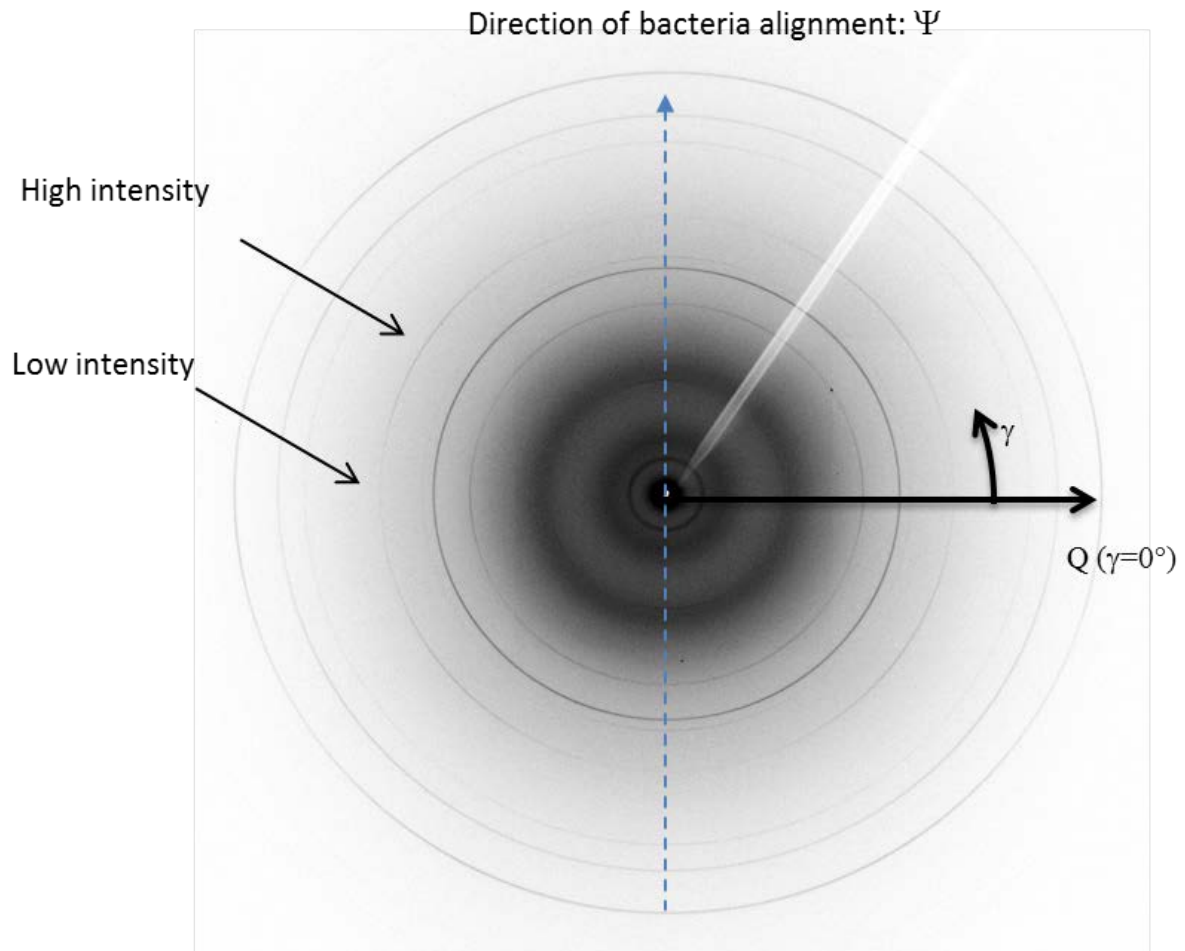 Direction of bacteria alignment: Ψ
High intensity
Low intensity
γ
Q (γ=0°)